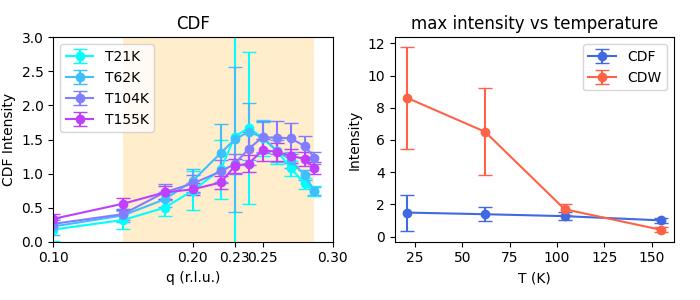 CDF
CDF Intensity
3.0
2.5
2.0
1.5
1.0
0.5
0.0
T21K
T62K
T104K
T155K
0.10
0.20
0.23
0.25
0.30
q (r.l.u.)
max intensity vs temperature
Intensity
12
10
8
6
4
2
0
CDF
CDW
25 50 75 100 125 150
T (K)